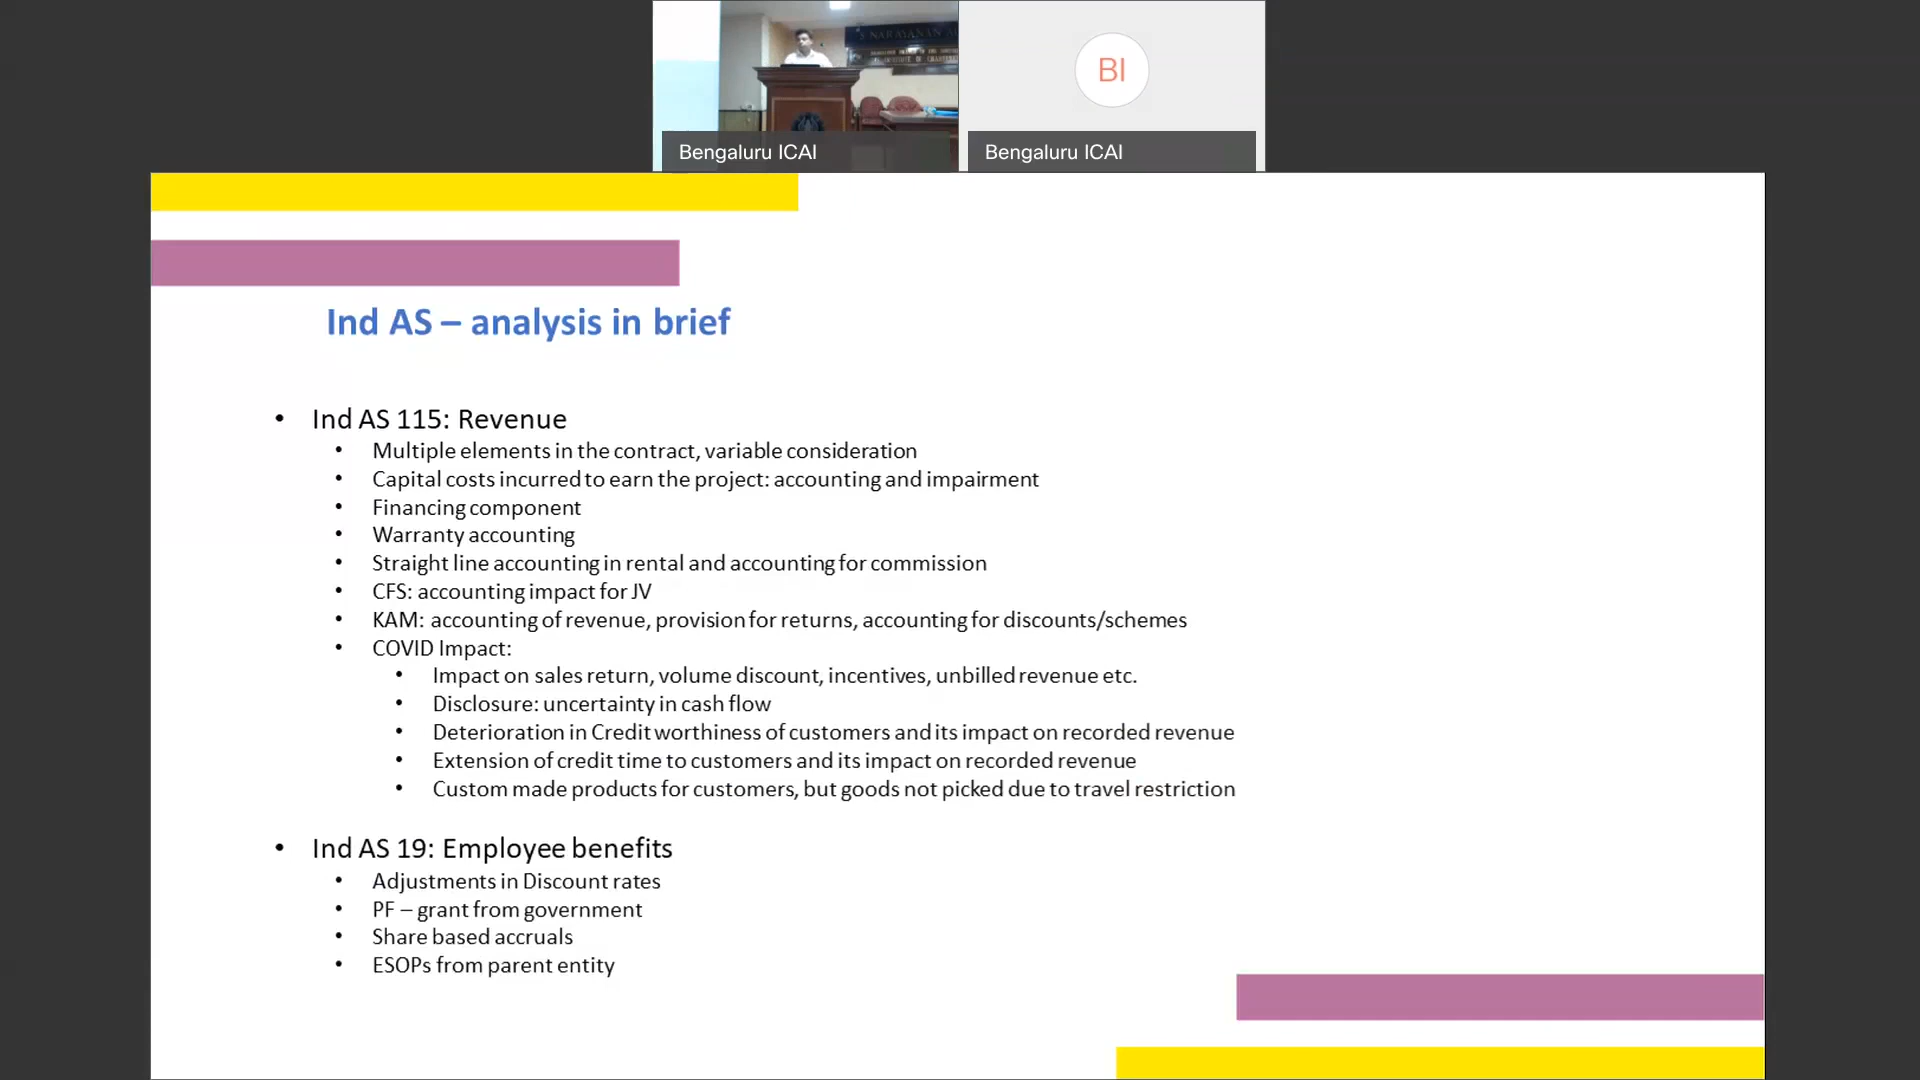 S NARAYANAN
BI
Bengaluru ICAI
Bengaluru ICAI
Ind AS – analysis in brief
• Ind AS 115: Revenue
• Multiple elements in the contract, variable consideration
• Capital costs incurred to earn the project: accounting and impairment
• Financing component
• Warranty accounting
• Straight line accounting in rental and accounting for commission
• CFS: accounting impact for JV
• KAM: accounting of revenue, provision for returns, accounting for discounts/schemes
• COVID Impact:
• Impact on sales return, volume discount, incentives, unbilled revenue etc.
• Disclosure: uncertainty in cash flow
• Deterioration in Credit worthiness of customers and its impact on recorded revenue
• Extension of credit time to customers and its impact on recorded revenue
• Custom made products for customers, but goods not picked due to travel restriction
• Ind AS 19: Employee benefits
• Adjustments in Discount rates
• PF – grant from government
• Share based accruals
• ESOPs from parent entity